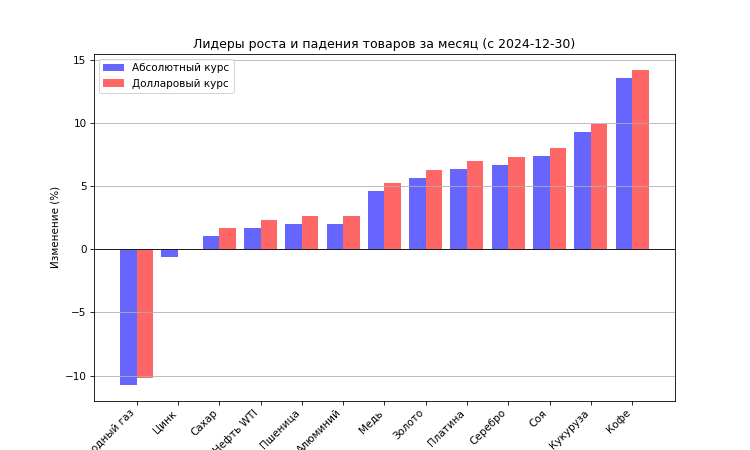 Лидеры роста и падения товаров за месяц (с 2024-12-30)
Абсолютный курс
Долларовый курс
Изменение (%)
15
10
5
0
−5
−10
газ
Цинк
Сахар
Нефть WTI
Пшеница
Алюминий
Медь
Золото
Платина
Серебро
Соя
Кукуруза
Кофе